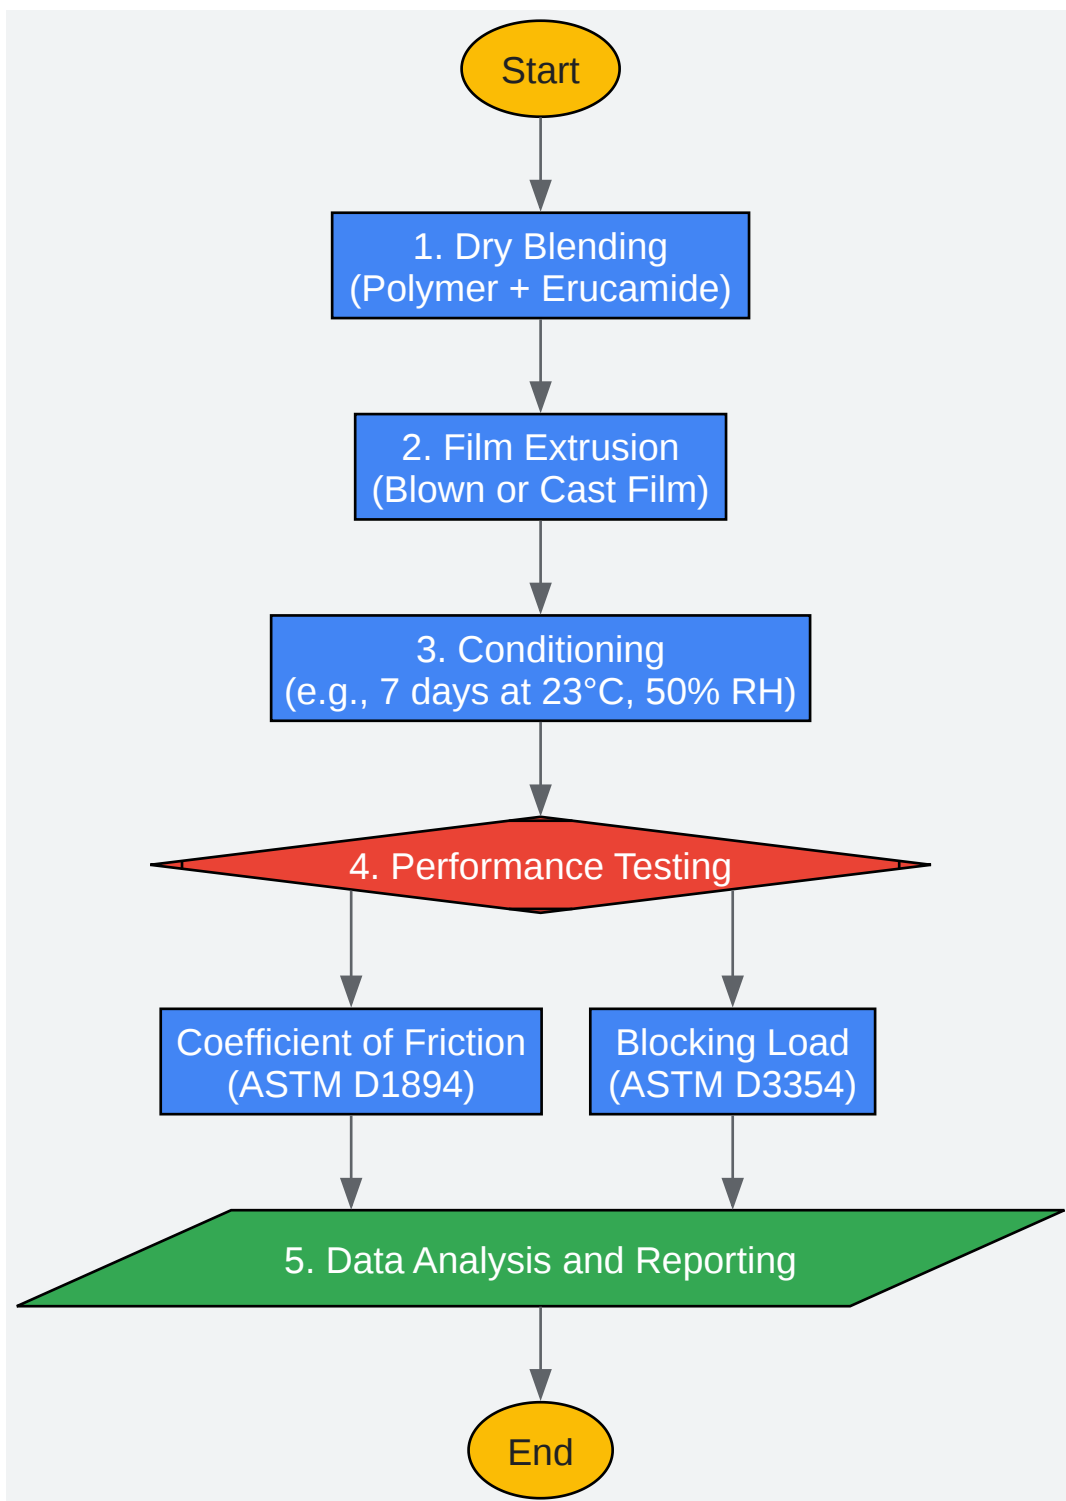 Start
1. Dry Blending
(Polymer + Erucamide)
2. Film Extrusion
(Blown or Cast Film)
3. Conditioning
(e.g., 7 days at 23°C, 50% RH)
4. Performance Testing
Coefficient of Friction
(ASTM D1894)
Blocking Load
(ASTM D3354)
5. Data Analysis and Reporting
End